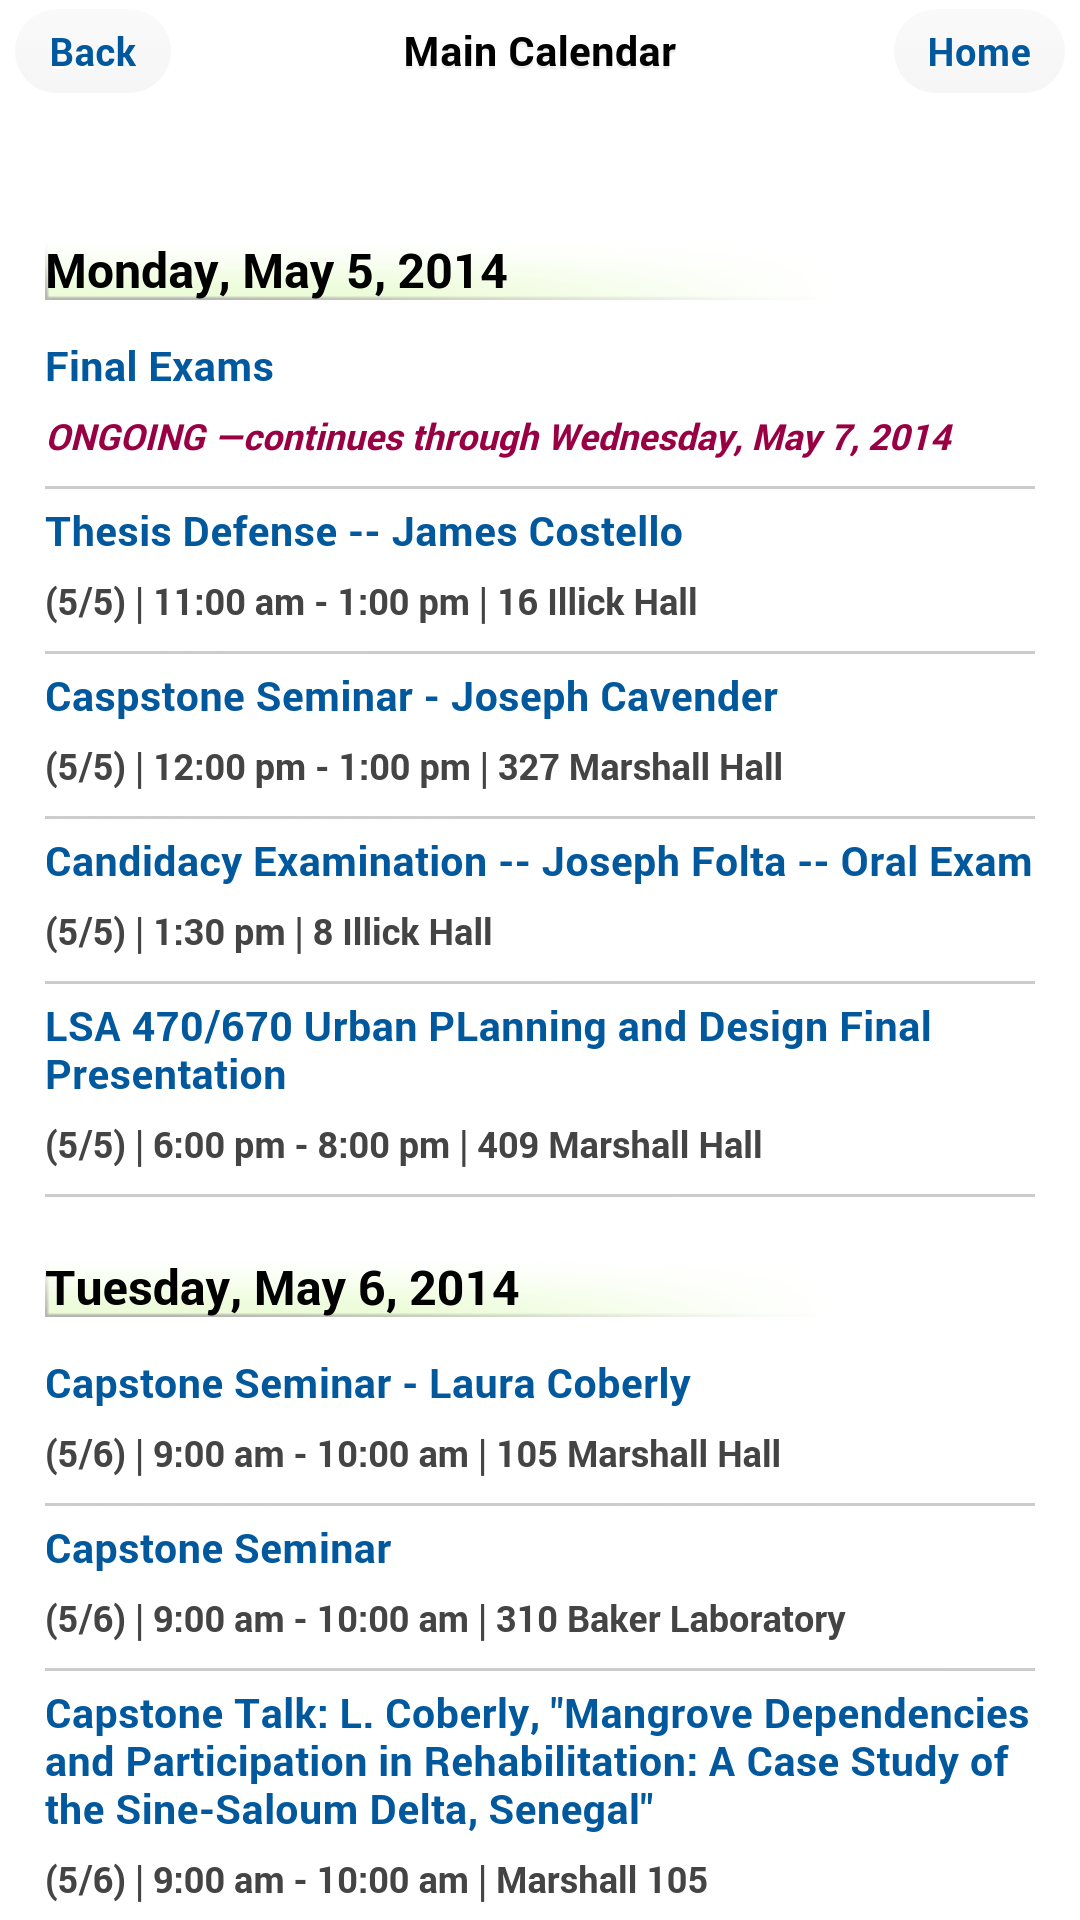 Back
Main Calendar
Home
Monday, May 5, 2014
Final Exams
ONGOING —continues through Wednesday, May 7, 2014
Thesis Defense -- James Costello
(5/5) | 11:00 am - 1:00 pm | 16 Illick Hall
Caspstone Seminar - Joseph Cavender
(5/5) | 12:00 pm - 1:00 pm | 327 Marshall Hall
Candidacy Examination -- Joseph Folta -- Oral Exam
(5/5) | 1:30 pm | 8 Illick Hall
LSA 470/670 Urban PLanning and Design Final
Presentation
(5/5) | 6:00 pm - 8:00 pm | 409 Marshall Hall
Tuesday, May 6, 2014
Capstone Seminar - Laura Coberly
(5/6) | 9:00 am - 10:00 am | 105 Marshall Hall
Capstone Seminar
(5/6) | 9:00 am - 10:00 am | 310 Baker Laboratory
Capstone Talk: L. Coberly, "Mangrove Dependencies
and Participation in Rehabilitation: A Case Study of
the Sine-Saloum Delta, Senegal"
(5/6) | 9:00 am - 10:00 am | Marshall 105